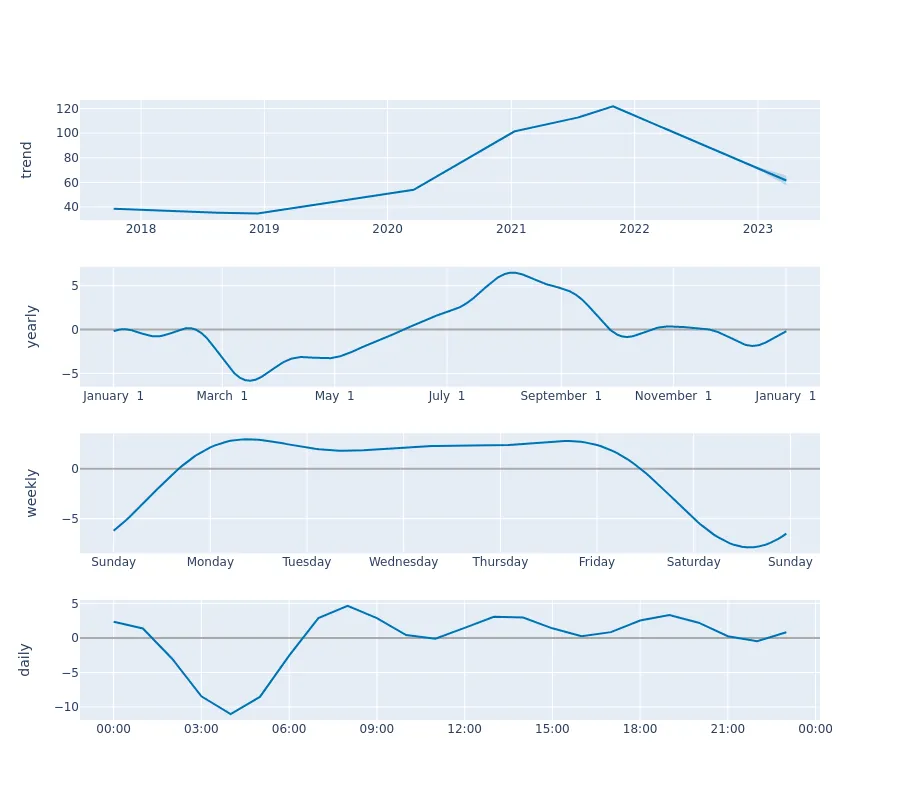 trend
120
100
80
60
40
2018 2019 2020 2021 2022 2023
yearly
5
0
−5
January 1 March 1 May 1 July 1 September 1 November 1 January 1
weekly
0
−5
Sunday Monday Tuesday Wednesday Thursday Friday Saturday Sunday
daily
5
0
−5
−10
00:00 03:00 06:00 09:00 12:00 15:00 18:00 21:00 00:00